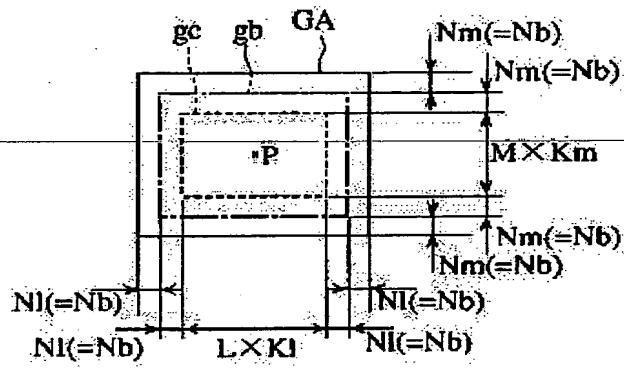 gc gb GA Nm(=Nb)
Nm(=Nb)
P
M×Km
Nm(=Nb)
Nm(=Nb)
Nl(=Nb) Nl(=Nb)
Nl(=Nb) L×Kl Nl(=Nb)